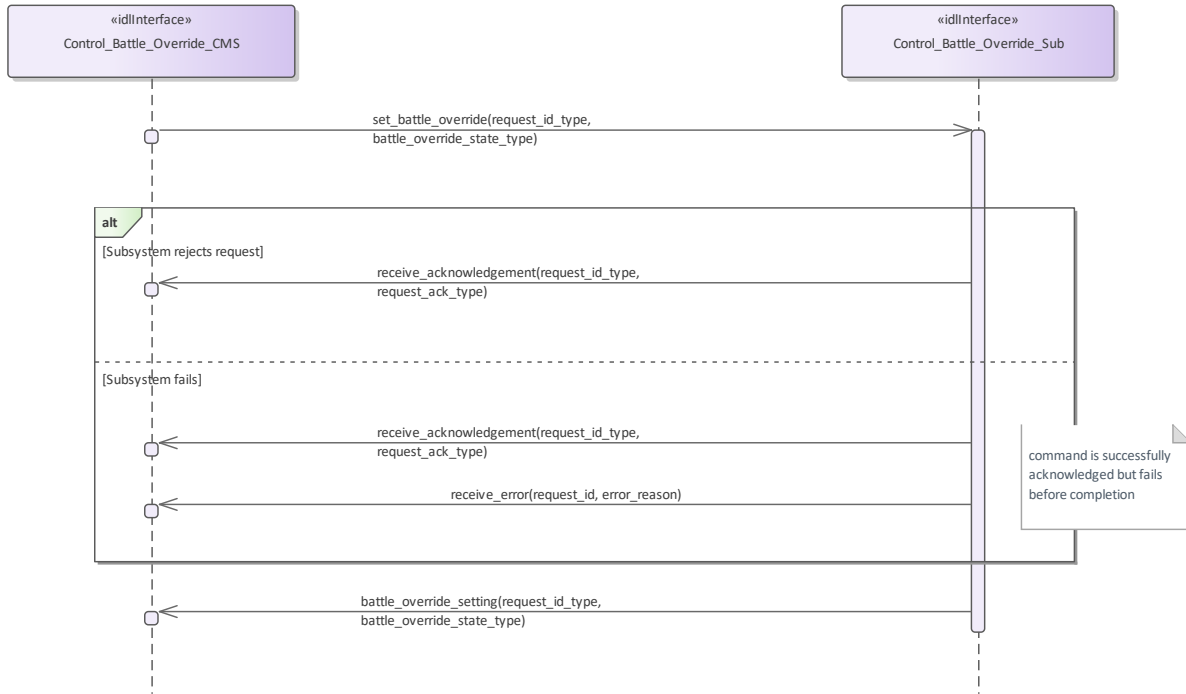 «idlInterface»
Control_Battle_Override_CMS
«idlInterface»
Control_Battle_Override_Sub
set_battle_override(request_id_type,
battle_override_state_type)
alt
[Subsystem rejects request]
receive_acknowledgement(request_id_type,
request_ack_type)
[Subsystem fails]
receive_acknowledgement(request_id_type,
request_ack_type)
command is successfully
acknowledged but fails
before completion
receive_error(request_id, error_reason)
battle_override_setting(request_id_type,
battle_override_state_type)